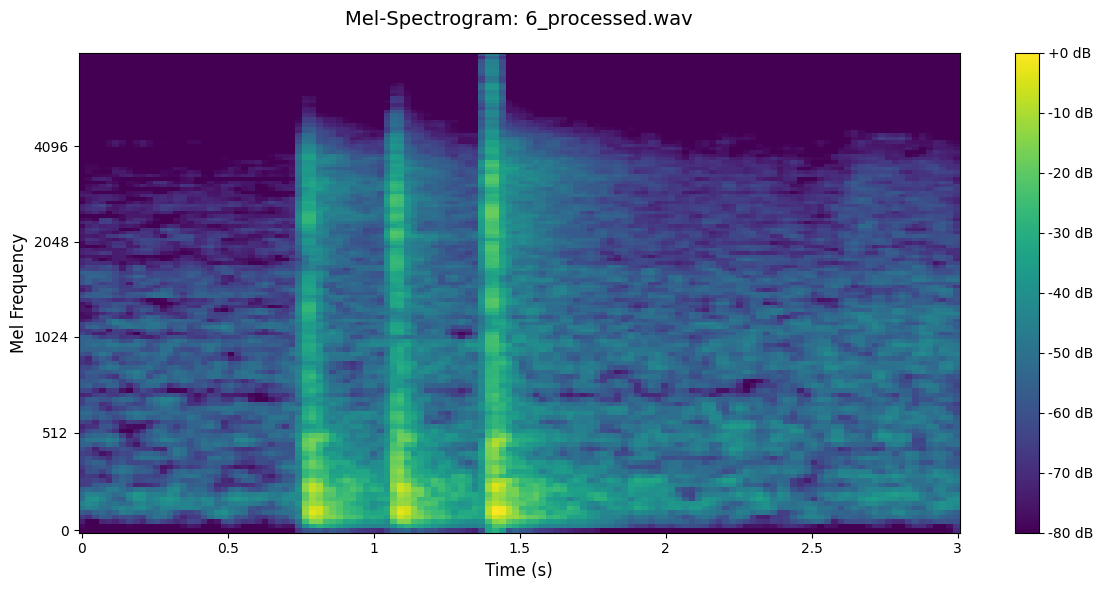 Mel-Spectrogram: 6_processed.wav
Mel Frequency
4096
2048
1024
512
0
0
0.5
1
1.5
2
2.5
3
Time (s)
+0 dB
-10 dB
-20 dB
-30 dB
-40 dB
-50 dB
-60 dB
-70 dB
-80 dB